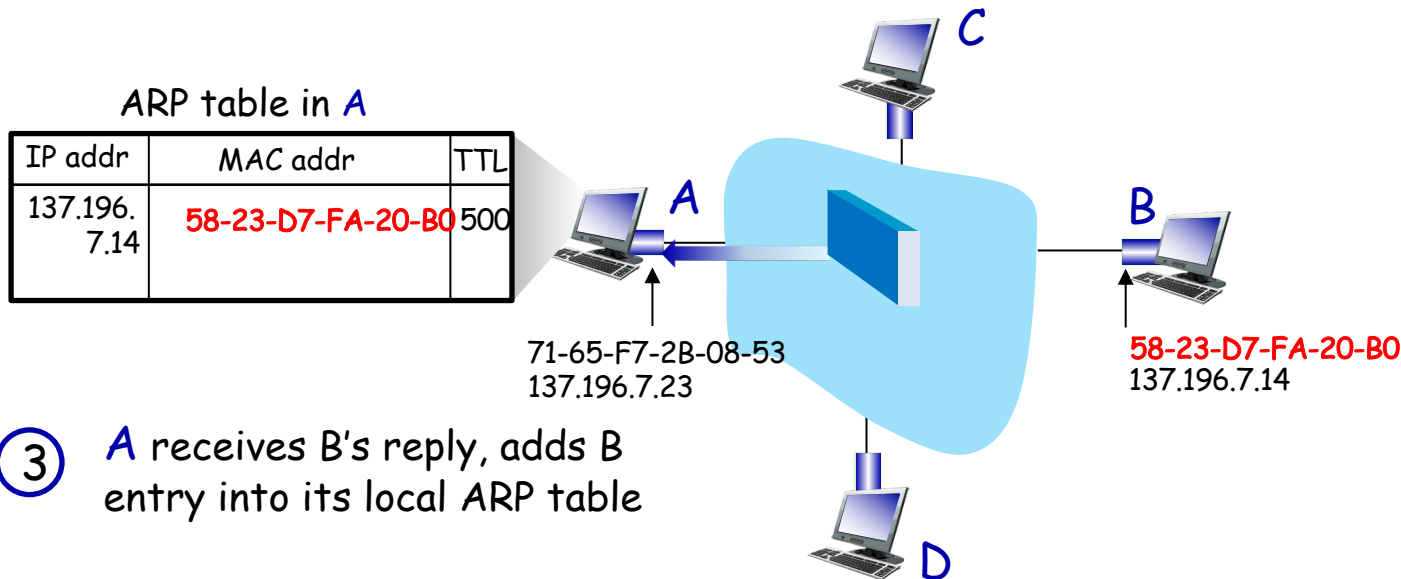 C
ARP table in A
IP addr MAC addr TTL
137.196.
7.14
58-23-D7-FA-20-B0
500
A
B
71-65-F7-2B-08-53
137.196.7.23
58-23-D7-FA-20-B0
137.196.7.14
3
A receives B's reply, adds B
entry into its local ARP table
D